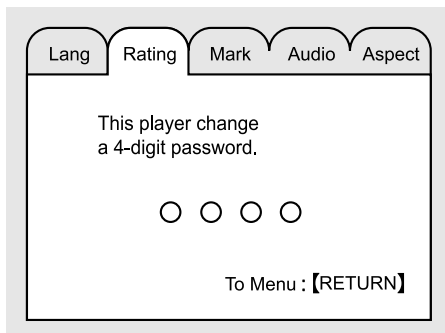 Lang Rating Mark Audio Aspect
This player change
a 4-digit password.
To Menu :【RETURN】